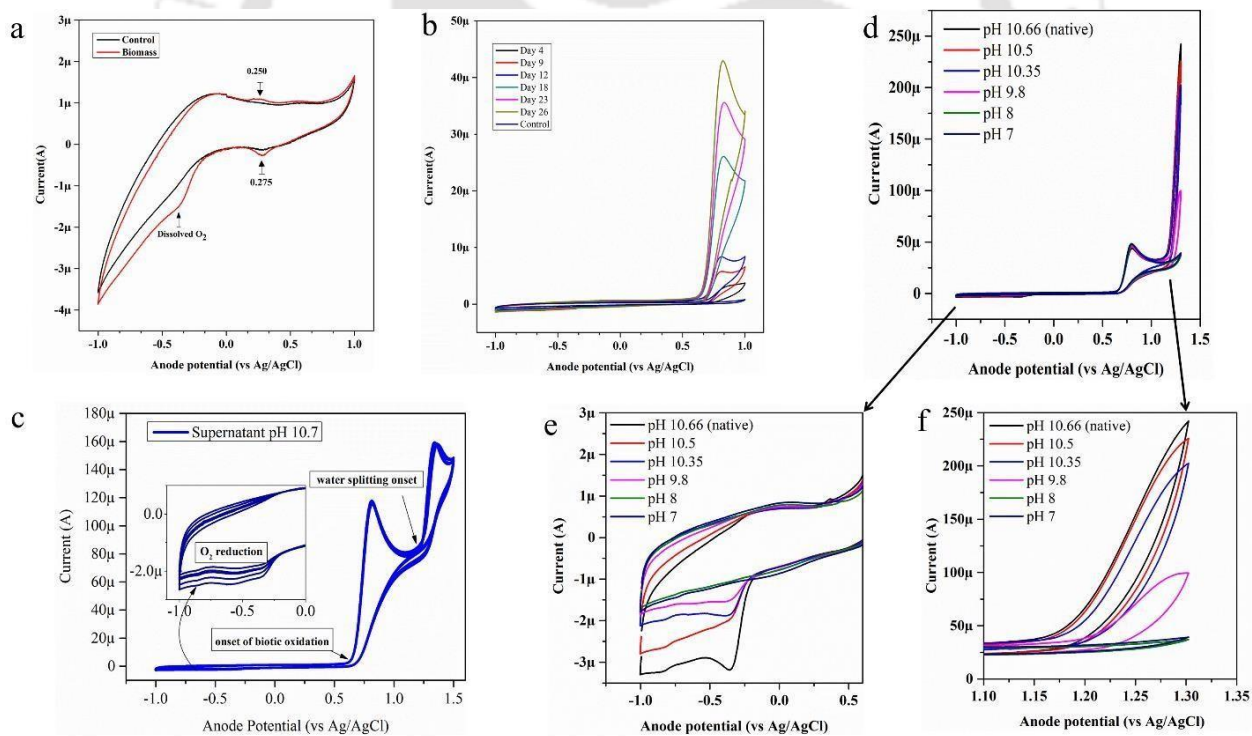 a
3μ
2μ
1μ
0
-1μ
-2μ
-3μ
-4μ
Current(A)
Control
Biomass
0.250
0.275
Dissolved O2
-1.0
-0.5
0.0
0.5
1.0
Anode potential (vs Ag/AgCl)
b
50μ
40μ
30μ
20μ
10μ
0
Current(A)
Day 4
Day 9
Day 12
Day 18
Day 23
Day 26
Control
-1.0
-0.5
0.0
0.5
1.0
Anode potential (vs Ag/AgCl)
d
250μ
200μ
150μ
100μ
50μ
0
Current(A)
pH 10.66 (native)
pH 10.5
pH 10.35
pH 9.8
pH 8
pH 7
-1.0
-0.5
0.0
0.5
1.0
1.5
Anode potential (vs Ag/AgCl)
c
180μ
160μ
140μ
120μ
100μ
80μ
60μ
40μ
20μ
0
Current (A)
Supernatant pH 10.7
water splitting onset
0.0
-2.0μ
O2 reduction
-1.0
-0.5
0.0
onset of biotic oxidation
-1.0
-0.5
0.0
0.5
1.0
1.5
Anode Potential (vs Ag/AgCl)
e
3μ
2μ
1μ
0
-1μ
-2μ
-3μ
Current (A)
pH 10.66 (native)
pH 10.5
pH 10.35
pH 9.8
pH 8
pH 7
-1.0
-0.5
0.0
0.5
Anode potential (vs Ag/AgCl)
f
250μ
200μ
150μ
100μ
50μ
0
Current (A)
pH 10.66 (native)
pH 10.5
pH 10.35
pH 9.8
pH 8
pH 7
1.10
1.15
1.20
1.25
1.30
1.35
Anode potential (vs Ag/AgCl)